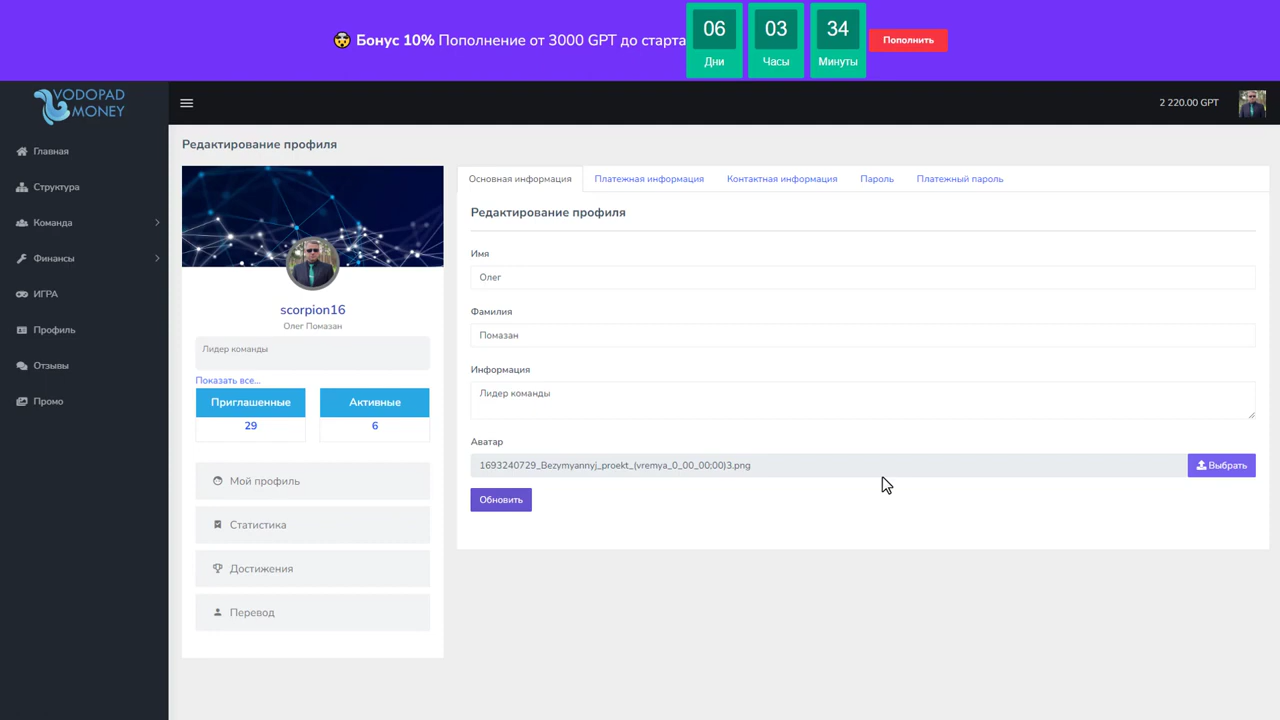 Бонус 10% Пополнение от 3000 GPT до старта
06
Дни
03
Часы
34
Минуты
Пополнить
VODOPAD
MONEY
2 220.00 GPT
Главная
Структура
Команда
Финансы
ИГРА
Профиль
Отзывы
Промо
Редактирование профиля
scorpion16
Олег Помазан
Лидер команды
Показать все...
Приглашенные
29
Активные
6
Мой профиль
Статистика
Достижения
Перевод
Основная информация
Платежная информация
Контактная информация
Пароль
Платежный пароль
Редактирование профиля
Имя
Олег
Фамилия
Помазан
Информация
Лидер команды
Аватар
1693240729_Bezymyannyj_proekt_(vremya_0_00_00:00)3.png
Выбрать
Обновить